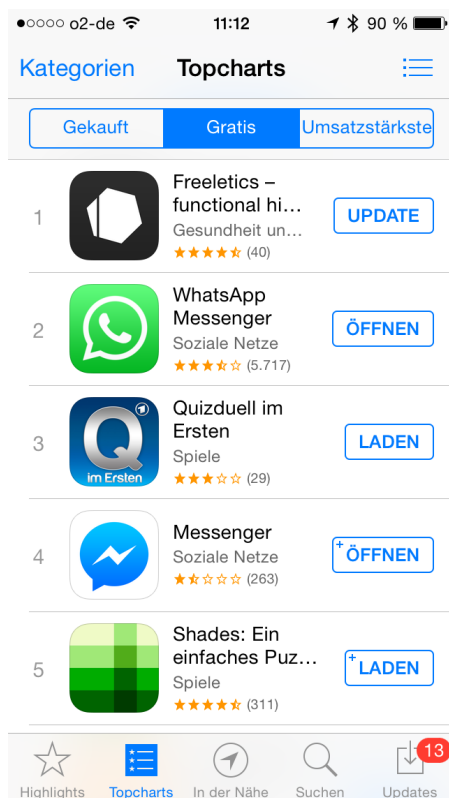 o2-de 11:12 90 %
Kategorien Topcharts
Gekauft Gratis Umsatzstärkste
1
Freeletics –
functional hi...
Gesundheit un...
(40)
UPDATE
2
WhatsApp
Messenger
Soziale Netze
(5.717)
ÖFFNEN
3
Q
im Ersten
Quizduell im
Ersten
Spiele
(29)
LADEN
4
Messenger
Soziale Netze
(263)
+ÖFFNEN
5
Shades: Ein
einfaches Puz...
Spiele
(311)
+LADEN
13
Highlights Topcharts In der Nähe Suchen Updates